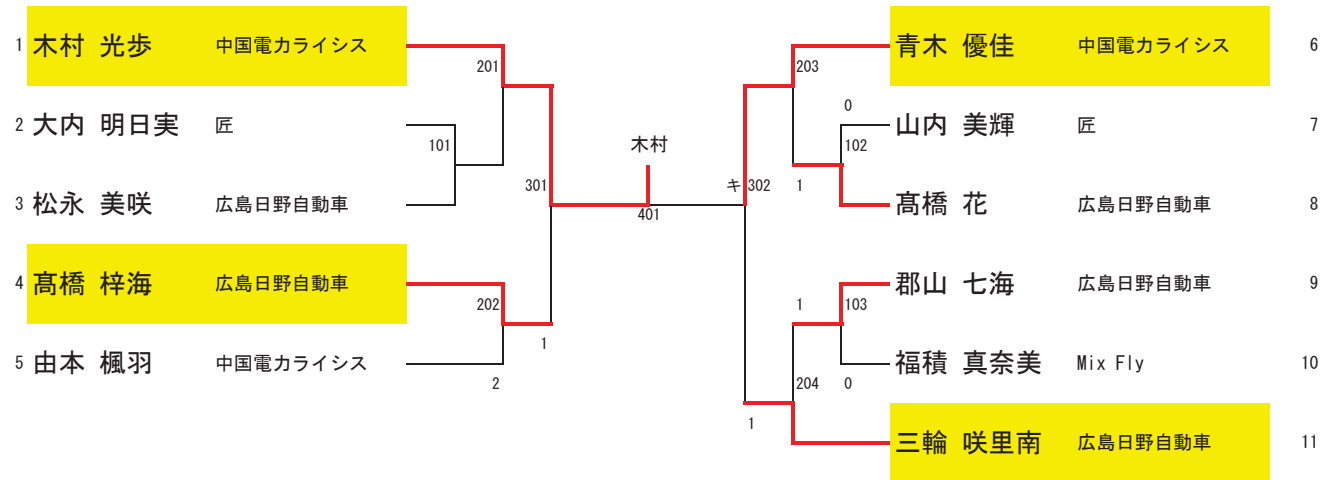 1 木村 光歩 中国電力ライシス
201
2 大内 明日実 匠
101
3 松永 美咲 広島日野自動車
301
4 髙橋 梓海 広島日野自動車
202
1
5 由本 楓羽 中国電力ライシス
2
木村
401
青木 優佳 中国電力ライシス 6
203
0
山内 美輝 匠 7
102
キ 302
1
髙橋 花 広島日野自動車 8
郡山 七海 広島日野自動車 9
1
103
福積 真奈美 Mix Fly 10
204
0
1
三輪 咲里南 広島日野自動車 11